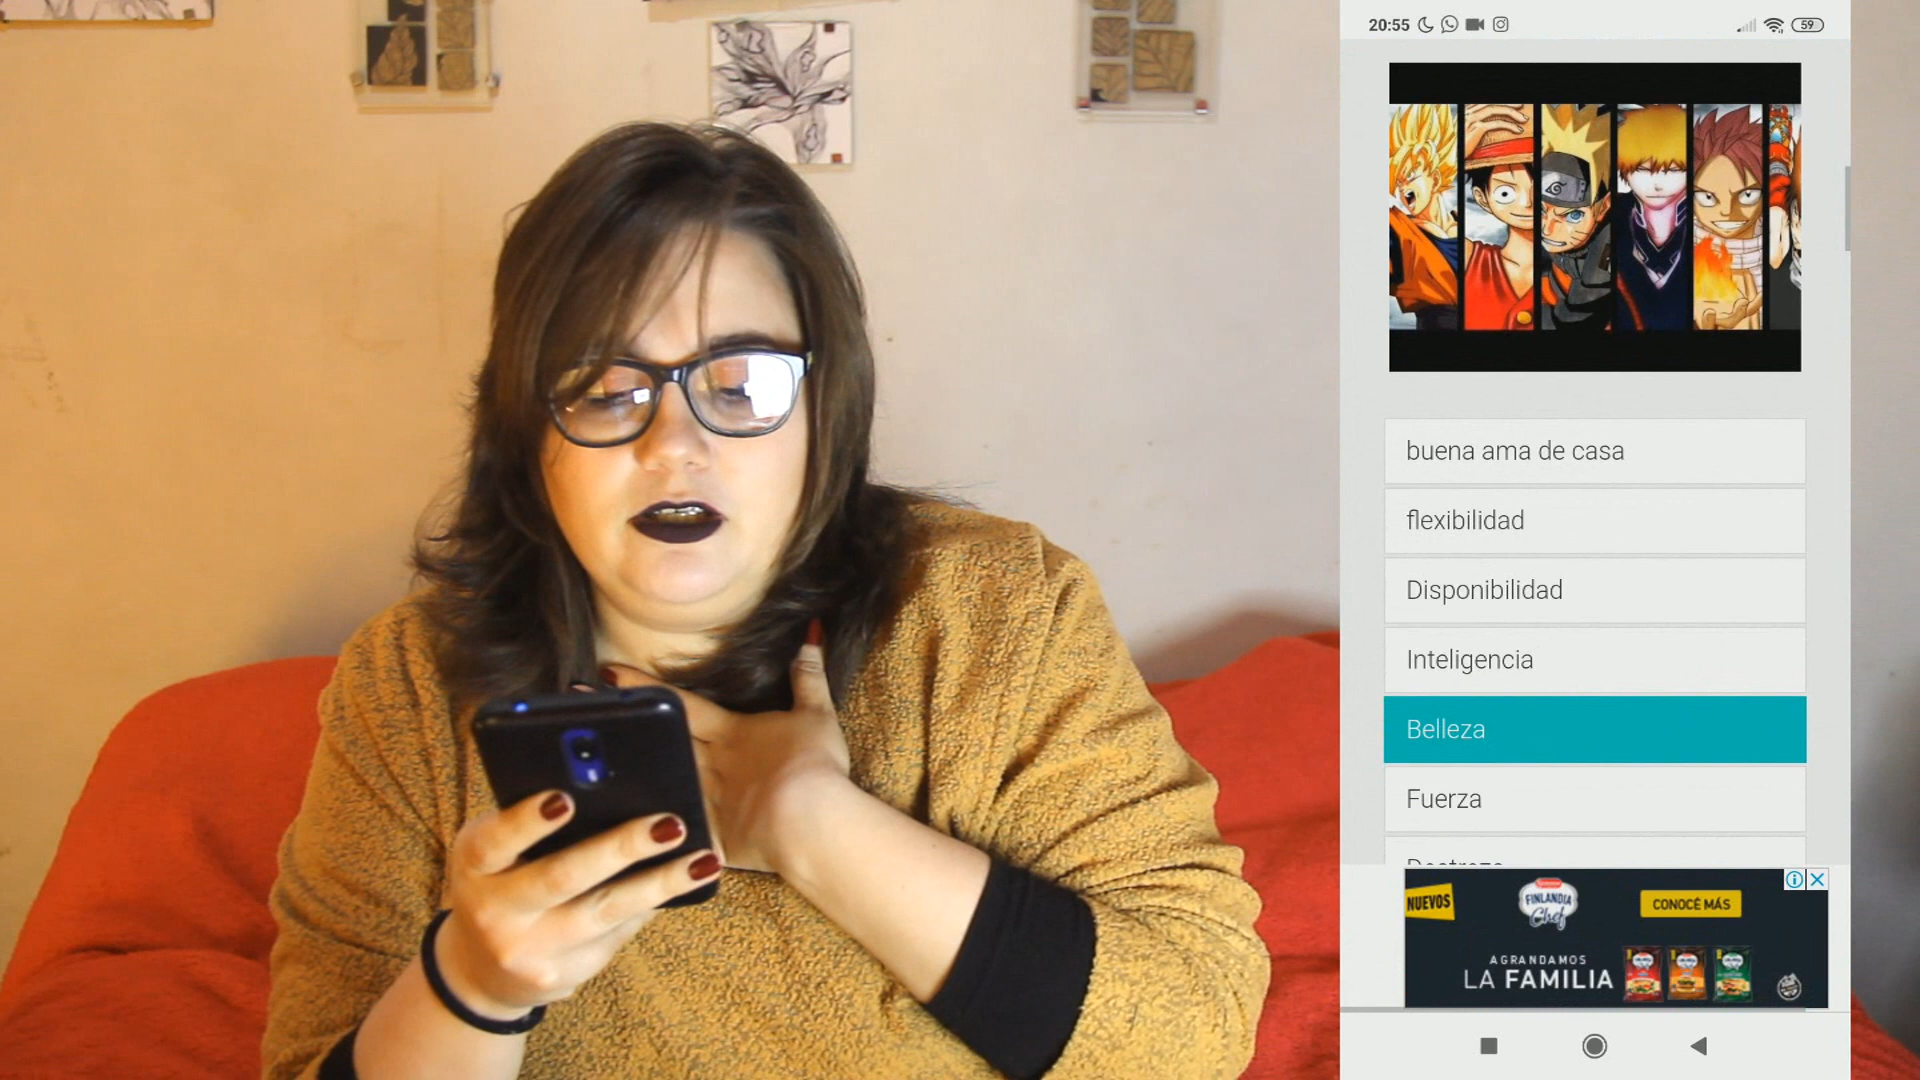 20:55
59
buena ama de casa
flexibilidad
Disponibilidad
Inteligencia
Belleza
Fuerza
Destreza
NUEVOS
FINLANDIA
Chef
CONOCÉ MÁS
AGRANDAMOS
LA FAMILIA